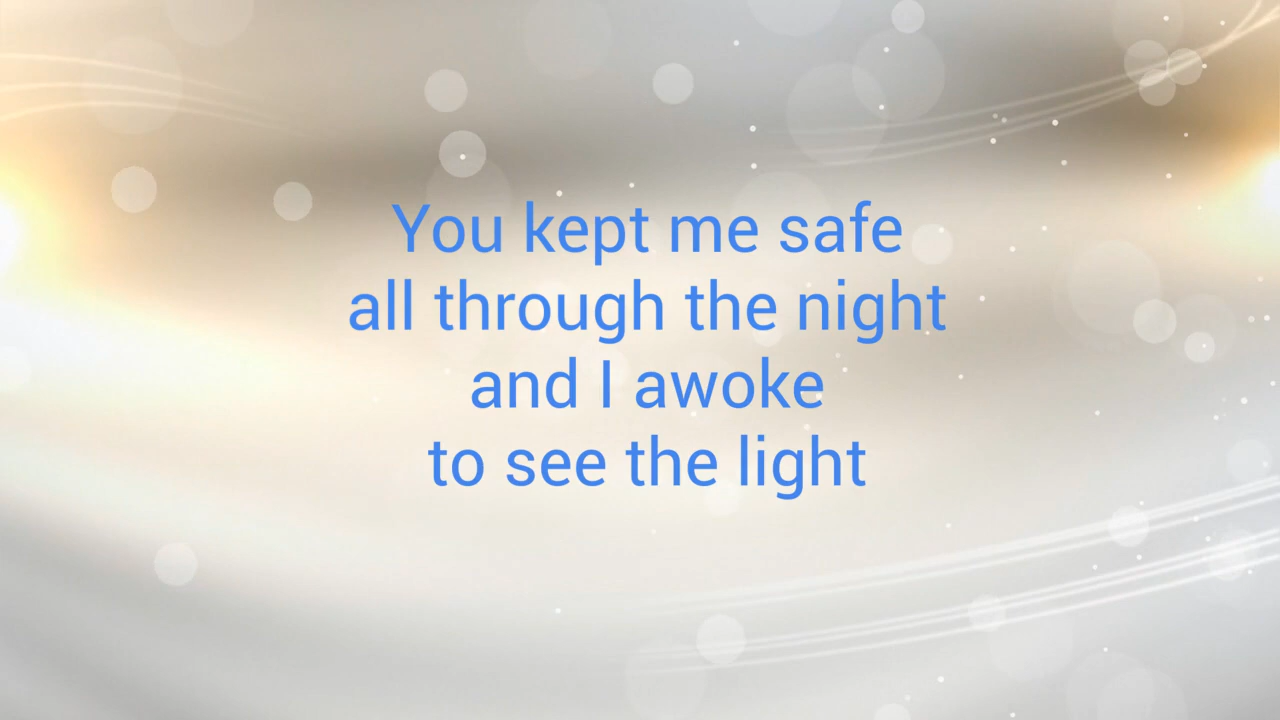 You kept me safe
all through the night
and I awoke
to see the light